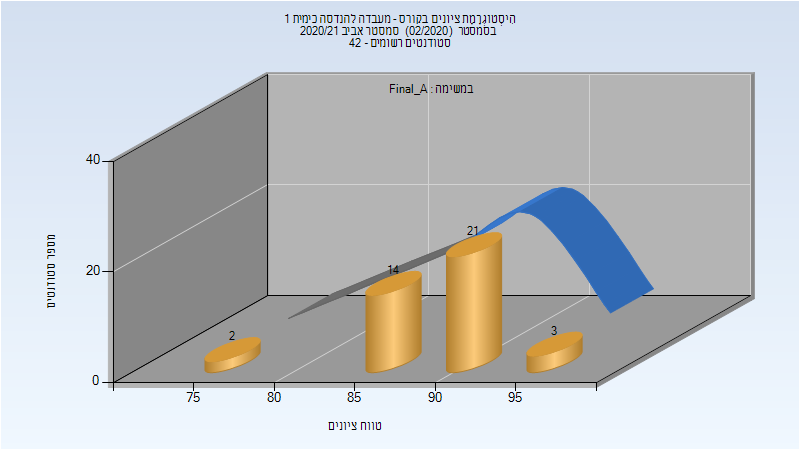 היסטוגרמת ציונים בקורס - מעבדה להנדסה כימית 1
בסמסטר (02/2020) סמסטר אביב 2020/21
סטודנטים רשומים - 42
במשימה : Final_A
40
20
0
מספר סטודנטים
2
14
21
3
75
80
85
90
95
טווח ציונים